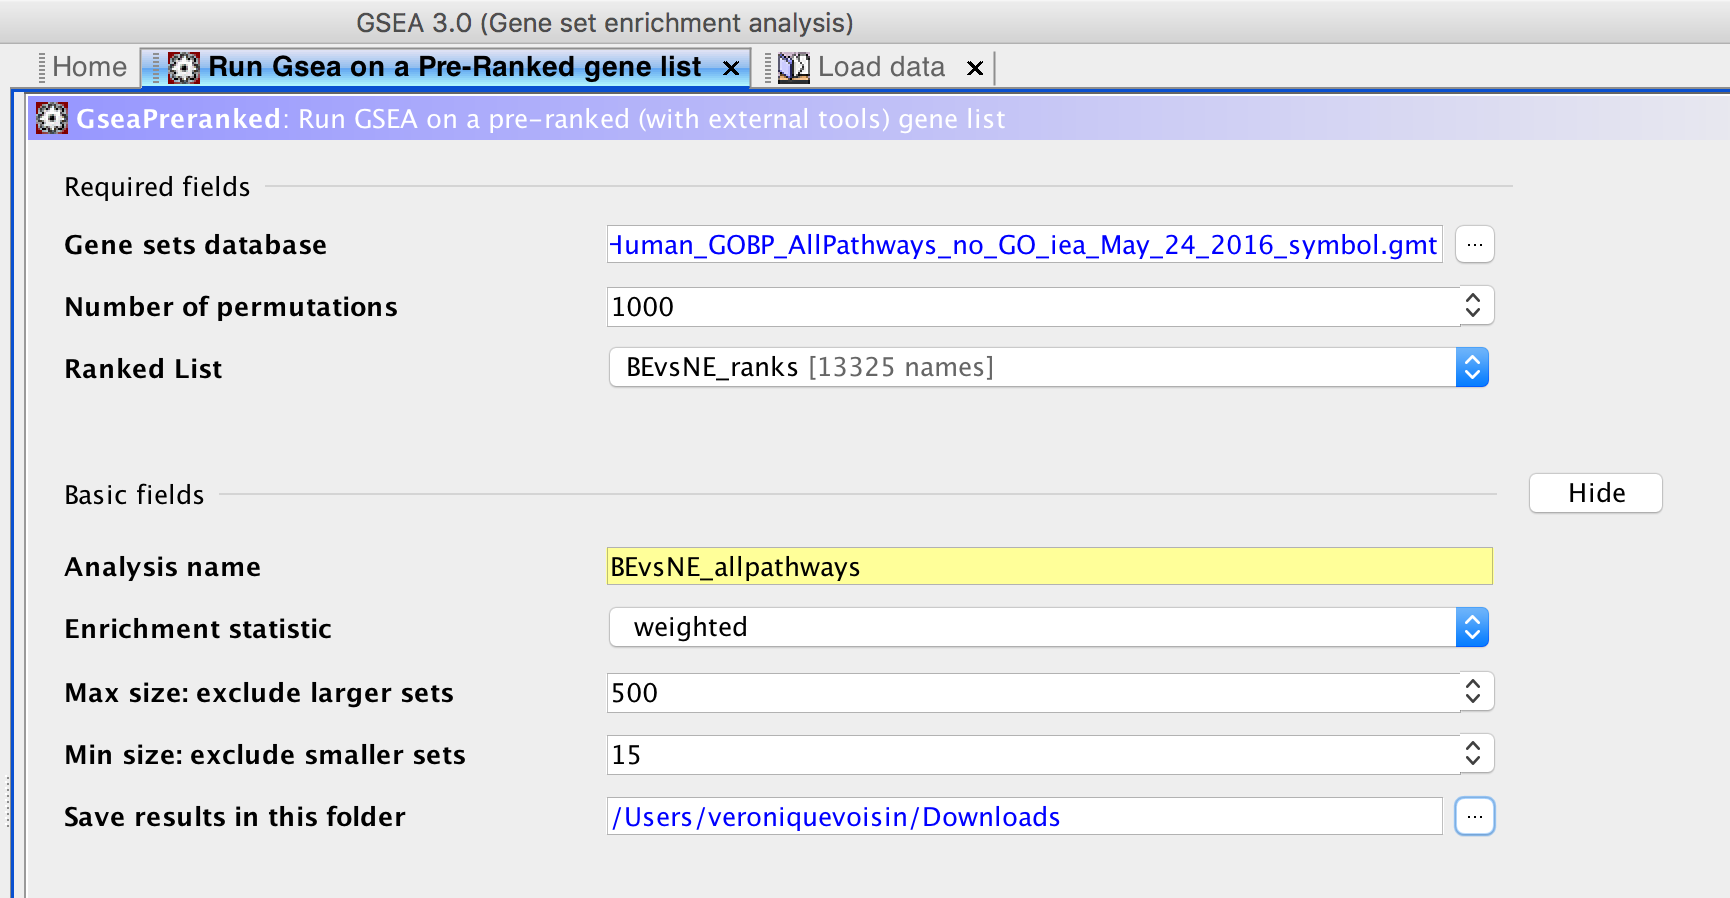 GSEA 3.0 (Gene set enrichment analysis)
Home Run Gsea on a Pre-Ranked gene list Load data
GseaPreranked: Run GSEA on a pre-ranked (with external tools) gene list
Required fields
Gene sets database Human_GOBP_AllPathways_no_GO_iea_May_24_2016_symbol.gmt ...
Number of permutations 1000
Ranked List BEvsNE_ranks [13325 names]
Basic fields Hide
Analysis name BEvsNE_allpathways
Enrichment statistic weighted
Max size: exclude larger sets 500
Min size: exclude smaller sets 15
Save results in this folder /Users/veroniquevoisin/Downloads ...